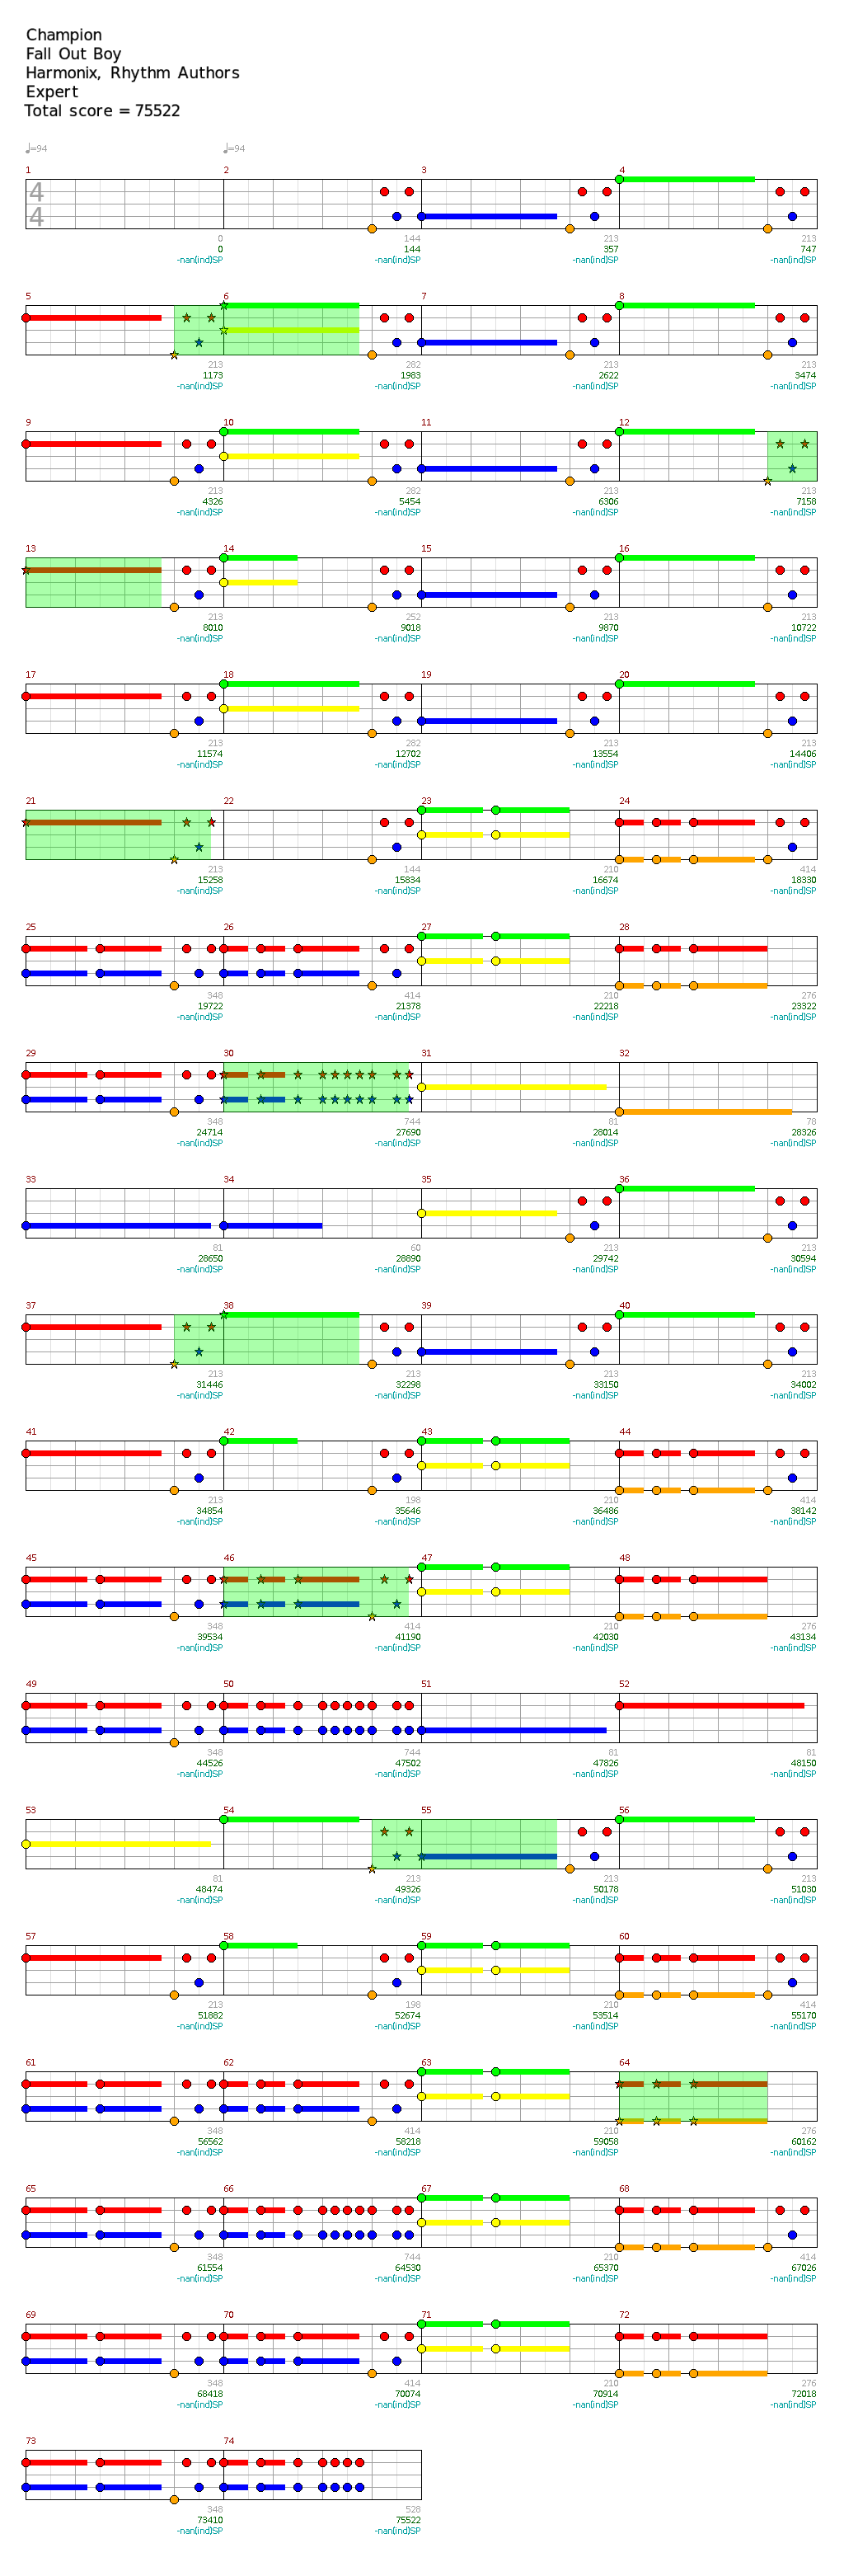 Champion
Fall Out Boy
Harmonix, Rhythm Authors
Expert
Total score = 75522
♩=94 ♩=94
1 2 3 4
4
4
0 144 213 213
0 144 357 747
-nan(ind)SP -nan(ind)SP -nan(ind)SP -nan(ind)SP
5 6 7 8
213 282 213 213
1173 1983 2622 3474
-nan(ind)SP -nan(ind)SP -nan(ind)SP -nan(ind)SP
9 10 11 12
213 282 213 213
4326 5454 6306 7158
-nan(ind)SP -nan(ind)SP -nan(ind)SP -nan(ind)SP
13 14 15 16
213 252 213 213
8010 9018 9870 10722
-nan(ind)SP -nan(ind)SP -nan(ind)SP -nan(ind)SP
17 18 19 20
213 282 213 213
11574 12702 13554 14406
-nan(ind)SP -nan(ind)SP -nan(ind)SP -nan(ind)SP
21 22 23 24
213 144 210 414
15258 15834 16674 18330
-nan(ind)SP -nan(ind)SP -nan(ind)SP -nan(ind)SP
25 26 27 28
348 414 210 276
19722 21378 22218 23322
-nan(ind)SP -nan(ind)SP -nan(ind)SP -nan(ind)SP
29 30 31 32
348 744 81 78
24714 27690 28014 28326
-nan(ind)SP -nan(ind)SP -nan(ind)SP -nan(ind)SP
33 34 35 36
81 60 213 213
28650 28890 29742 30594
-nan(ind)SP -nan(ind)SP -nan(ind)SP -nan(ind)SP
37 38 39 40
213 213 213 213
31446 32298 33150 34002
-nan(ind)SP -nan(ind)SP -nan(ind)SP -nan(ind)SP
41 42 43 44
213 198 210 414
34854 35646 36486 38142
-nan(ind)SP -nan(ind)SP -nan(ind)SP -nan(ind)SP
45 46 47 48
348 414 210 276
39534 41190 42030 43134
-nan(ind)SP -nan(ind)SP -nan(ind)SP -nan(ind)SP
49 50 51 52
348 744 81 81
44526 47502 47826 48150
-nan(ind)SP -nan(ind)SP -nan(ind)SP -nan(ind)SP
53 54 55 56
81 213 213 213
48474 49326 50178 51030
-nan(ind)SP -nan(ind)SP -nan(ind)SP -nan(ind)SP
57 58 59 60
213 198 210 414
51882 52674 53514 55170
-nan(ind)SP -nan(ind)SP -nan(ind)SP -nan(ind)SP
61 62 63 64
348 414 210 276
56562 58218 59058 60162
-nan(ind)SP -nan(ind)SP -nan(ind)SP -nan(ind)SP
65 66 67 68
348 744 210 414
61554 64530 65370 67026
-nan(ind)SP -nan(ind)SP -nan(ind)SP -nan(ind)SP
69 70 71 72
348 414 210 276
68418 70074 70914 72018
-nan(ind)SP -nan(ind)SP -nan(ind)SP -nan(ind)SP
73 74
348 528
73410 75522
-nan(ind)SP -nan(ind)SP